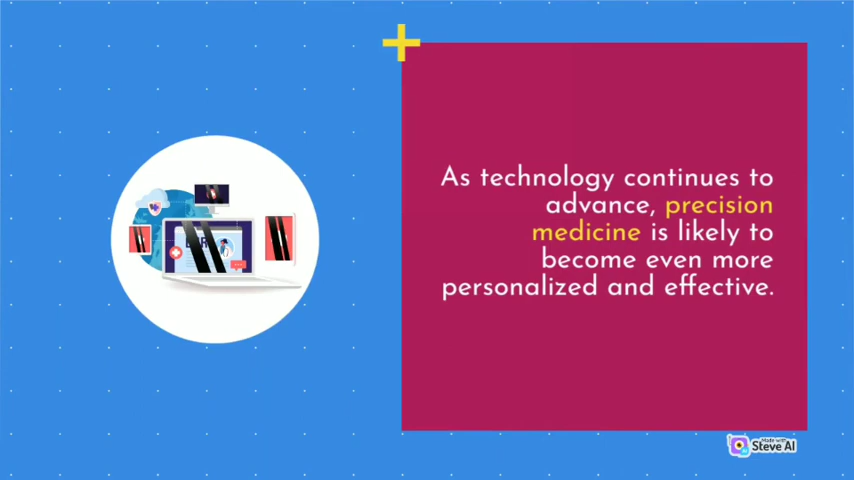 As technology continues to
advance, precision
medicine is likely to
become even more
personalized and effective.
Made with
Steve AI